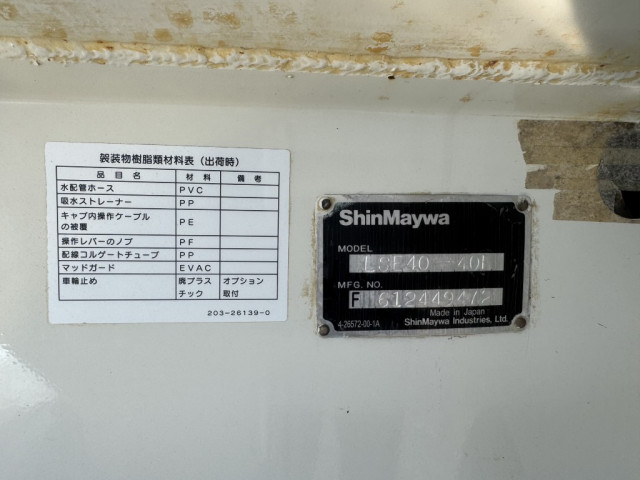 架装物樹脂類材料表（出荷時）
品目名 材料 備考
水配管ホース PVC
吸水ストレーナー PP
キャブ内操作ケーブルの被覆 PE
操作レバーのノブ PF
配線コルゲートチューブ PP
マッドガード EVAC
車輪止め 廃プラスチック オプション取付
203-26139-0
ShinMaywa
MODEL
MFG. NO.
F 612449472
Made in Japan
4-26572-00-1A ShinMaywa Industries, Ltd.